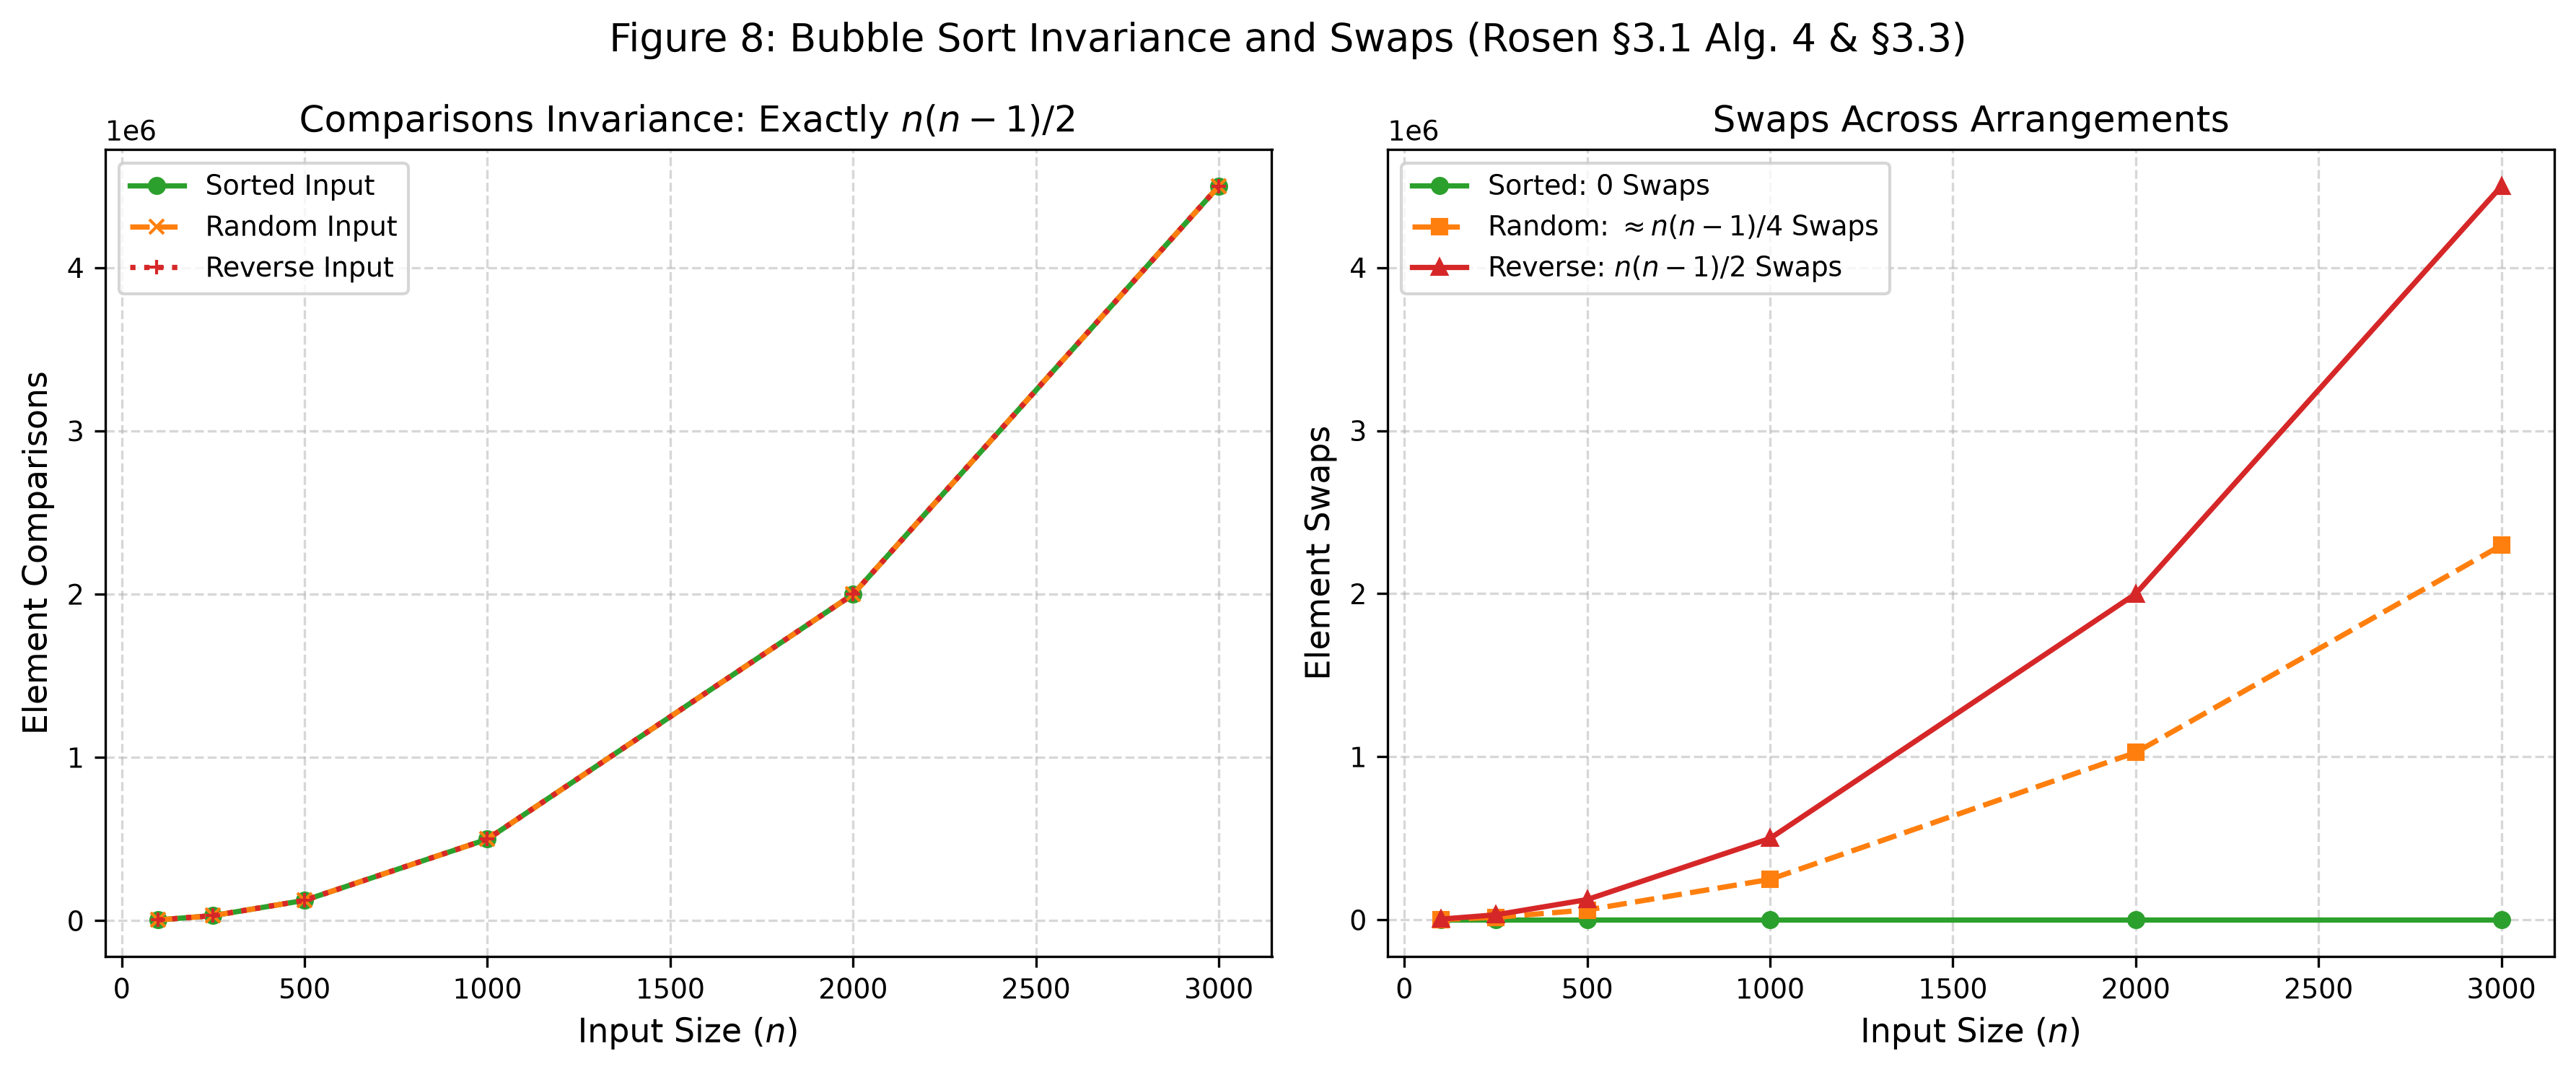 Figure 8: Bubble Sort Invariance and Swaps (Rosen §3.1 Alg. 4 & §3.3)
Comparisons Invariance: Exactly n(n − 1)/2
1e6
Sorted Input
Random Input
Reverse Input
4
3
2
1
0
Element Comparisons
0 500 1000 1500 2000 2500 3000
Input Size (n)
Swaps Across Arrangements
1e6
Sorted: 0 Swaps
Random: ≈ n(n − 1)/4 Swaps
Reverse: n(n − 1)/2 Swaps
4
3
2
1
0
Element Swaps
0 500 1000 1500 2000 2500 3000
Input Size (n)